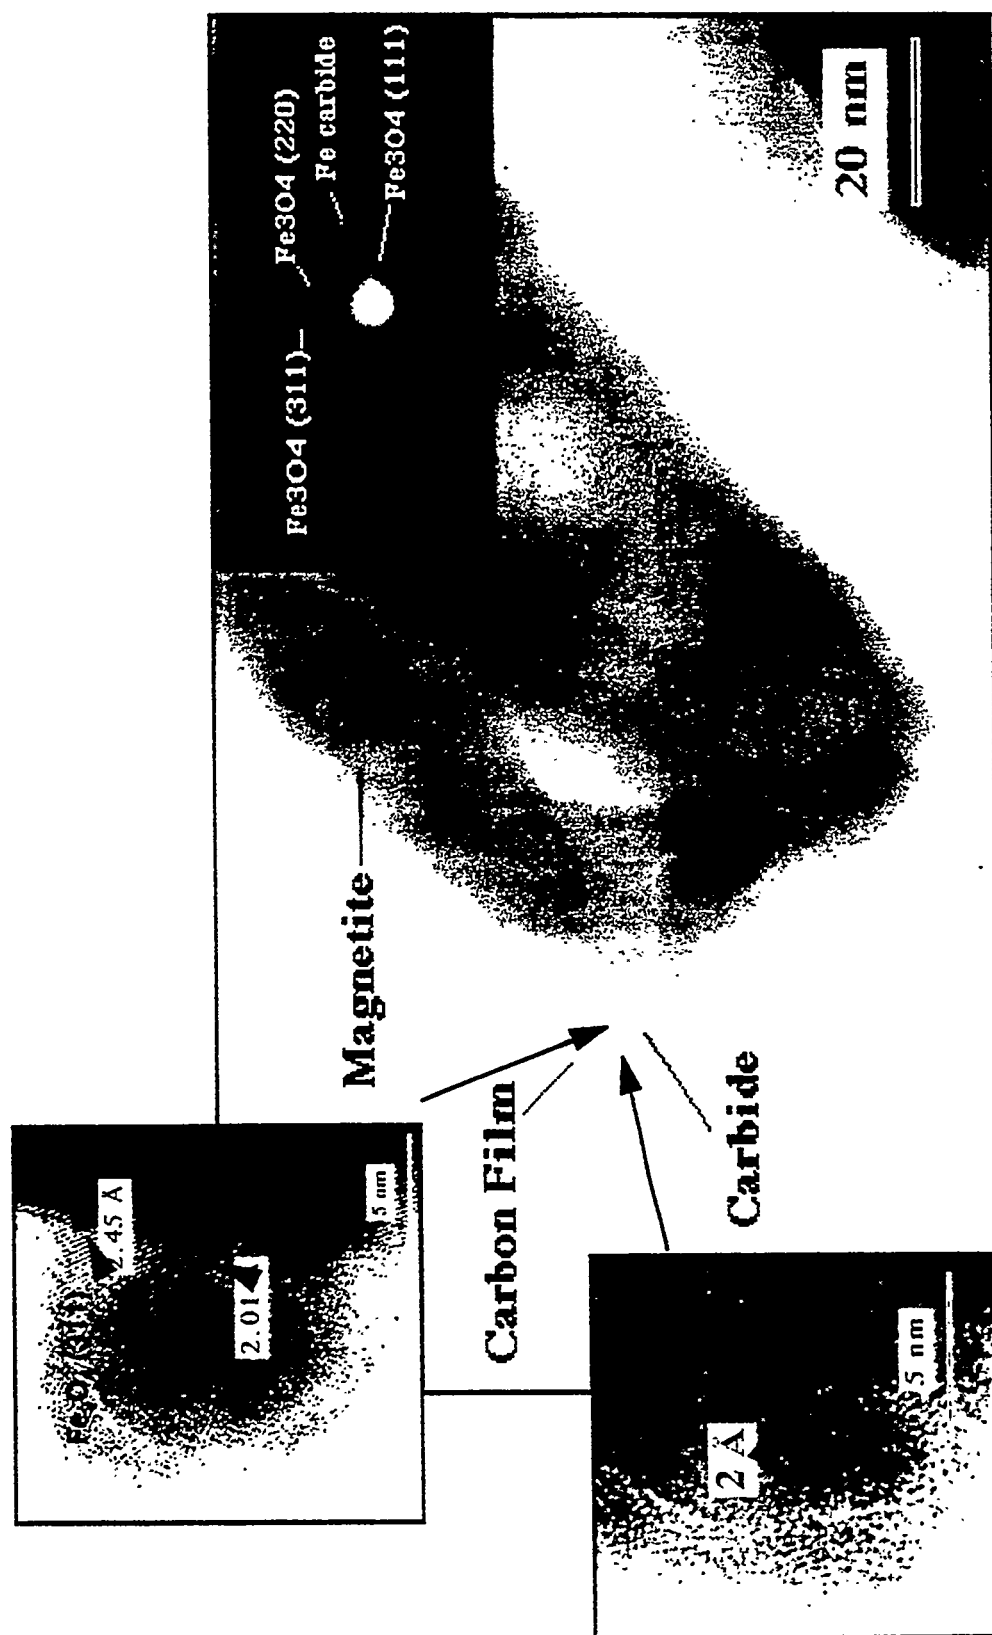 2.45 Å
2.01
5 nm
Fe3O4 (311)
Fe3O4 (220)
Fe carbide
Fe3O4 (111)
Magnetite
Carbon Film
Carbide
2 Å
5 nm
20 nm